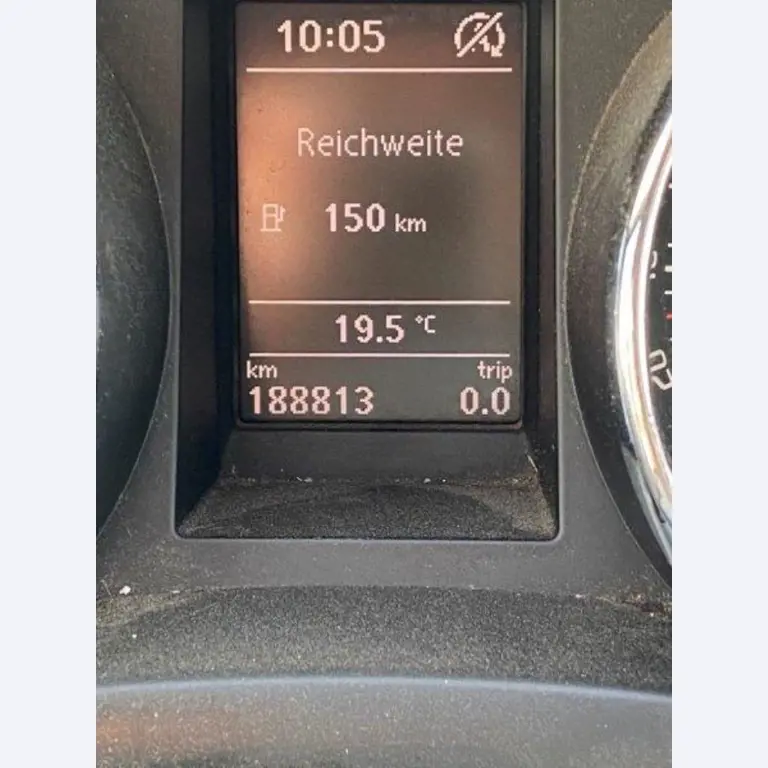 10:05
Reichweite
150 km
19.5 °C
km trip
188813 0.0